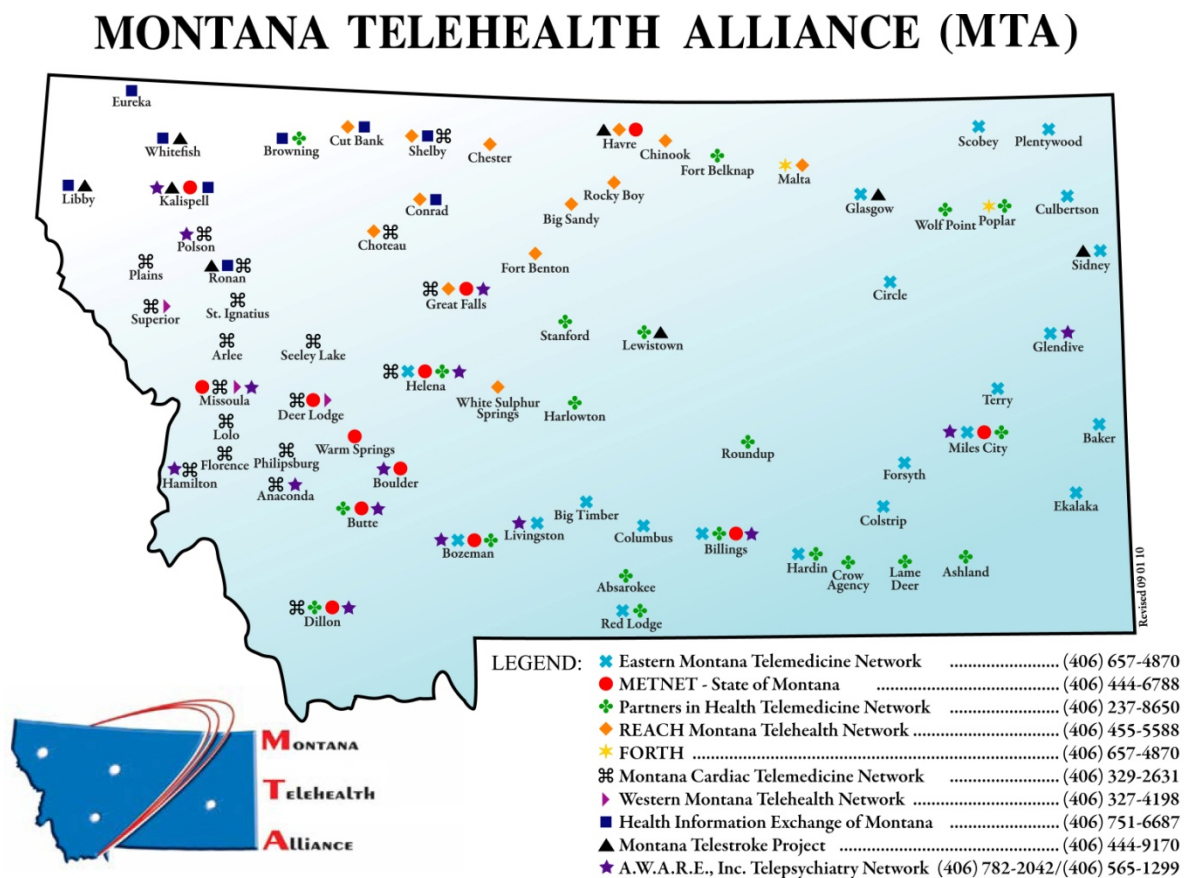 MONTANA TELEHEALTH ALLIANCE (MTA)
Eureka
Whitefish
Browning
Cut Bank
Shelby
Chester
Havre
Chinook
Fort Belknap
Malta
Scobey
Plentywood
Libby
Kalispell
Conrad
Big Sandy
Rocky Boy
Glasgow
Wolf Point
Poplar
Culbertson
Polson
Choteau
Plains
Ronan
Fort Benton
Sidney
Superior
St. Ignatius
Great Falls
Circle
Arlee
Seeley Lake
Stanford
Lewistown
Glendive
Missoula
Deer Lodge
Helena
White Sulphur
Springs
Harlowton
Terry
Lolo
Warm Springs
Roundup
Miles City
Baker
Florence
Philipsburg
Hamilton
Anaconda
Boulder
Forsyth
Ekalaka
Butte
Big Timber
Colstrip
Bozeman
Livingston
Columbus
Billings
Hardin
Crow
Agency
Lame
Deer
Ashland
Absarokee
Dillon
Red Lodge
Revised 09 01 10
LEGEND:
Eastern Montana Telemedicine Network ...................... (406) 657-4870
METNET - State of Montana ................................... (406) 444-6788
Partners in Health Telemedicine Network .................... (406) 237-8650
REACH Montana Telehealth Network ......................... (406) 455-5588
FORTH ................................................................... (406) 657-4870
Montana Cardiac Telemedicine Network ..................... (406) 329-2631
Western Montana Telehealth Network ........................ (406) 327-4198
Health Information Exchange of Montana ................... (406) 751-6687
Montana Telestroke Project ......................................... (406) 444-9170
A.W.A.R.E., Inc. Telepsychiatry Network (406) 782-2042/(406) 565-1299
Montana
Telehealth
Alliance